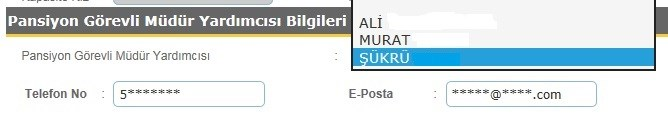 Pansiyon Görevli Müdür Yardımcısı Bilgileri
ALİ
MURAT
ŞÜKRÜ
Pansiyon Görevli Müdür Yardımcısı :
Telefon No : 5*******
E-Posta : *****@****.com